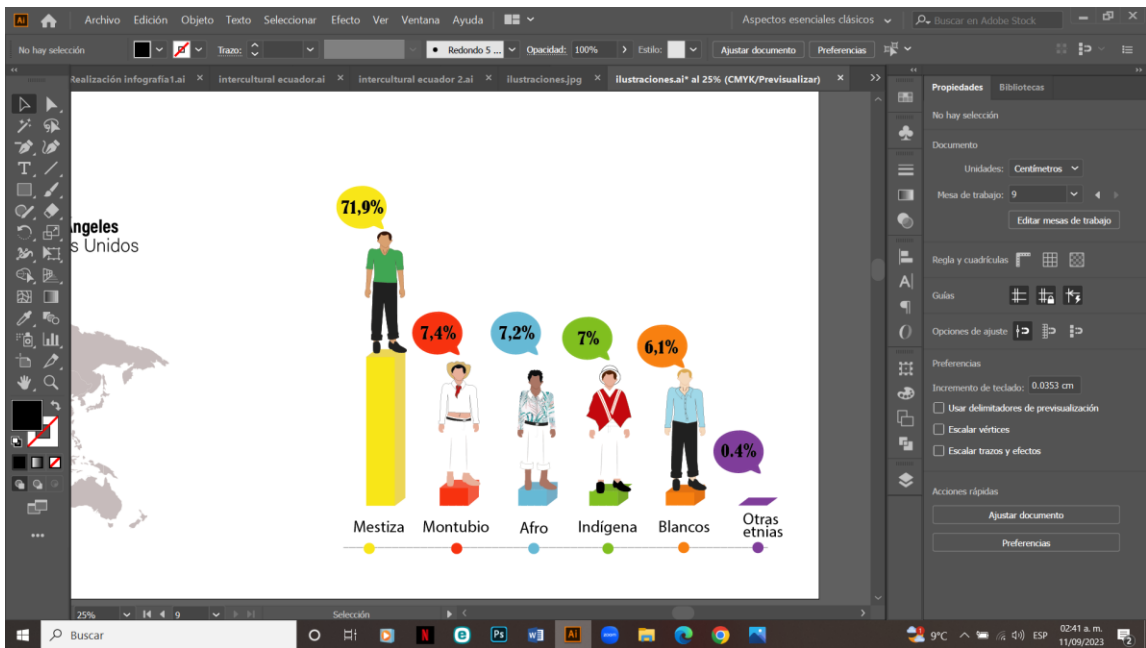 Ai Archivo Edición Objeto Texto Seleccionar Efecto Ver Ventana Ayuda Aspectos esenciales clásicos Buscar en Adobe Stock
No hay selección Trazo: Redondo 5 ... Opacidad: 100% Estilo: Ajustar documento Preferencias
Realización infografia1.ai × intercultural ecuador.ai × intercultural ecuador 2.ai × ilustraciones.jpg × ilustraciones.ai* al 25% (CMYK/Previsualizar) ×
Propiedades Bibliotecas
No hay selección
Documento
Unidades: Centímetros
Mesa de trabajo: 9
Editar mesas de trabajo
Regla y cuadrículas
Guías
Opciones de ajuste
Preferencias
Incremento de teclado: 0.0353 cm
Usar delimitadores de previsualización
Escalar vértices
Escalar trazos y efectos
Acciones rápidas
Ajustar documento
Preferencias
ngeles
s Unidos
71,9%
7,4%
7,2%
7%
6,1%
0.4%
Mestiza Montubio Afro Indígena Blancos Otras
etnias
25% 9 Selección
Buscar
N Ps Ai zoom 9°C ESP 02:41 a. m.
11/09/2023